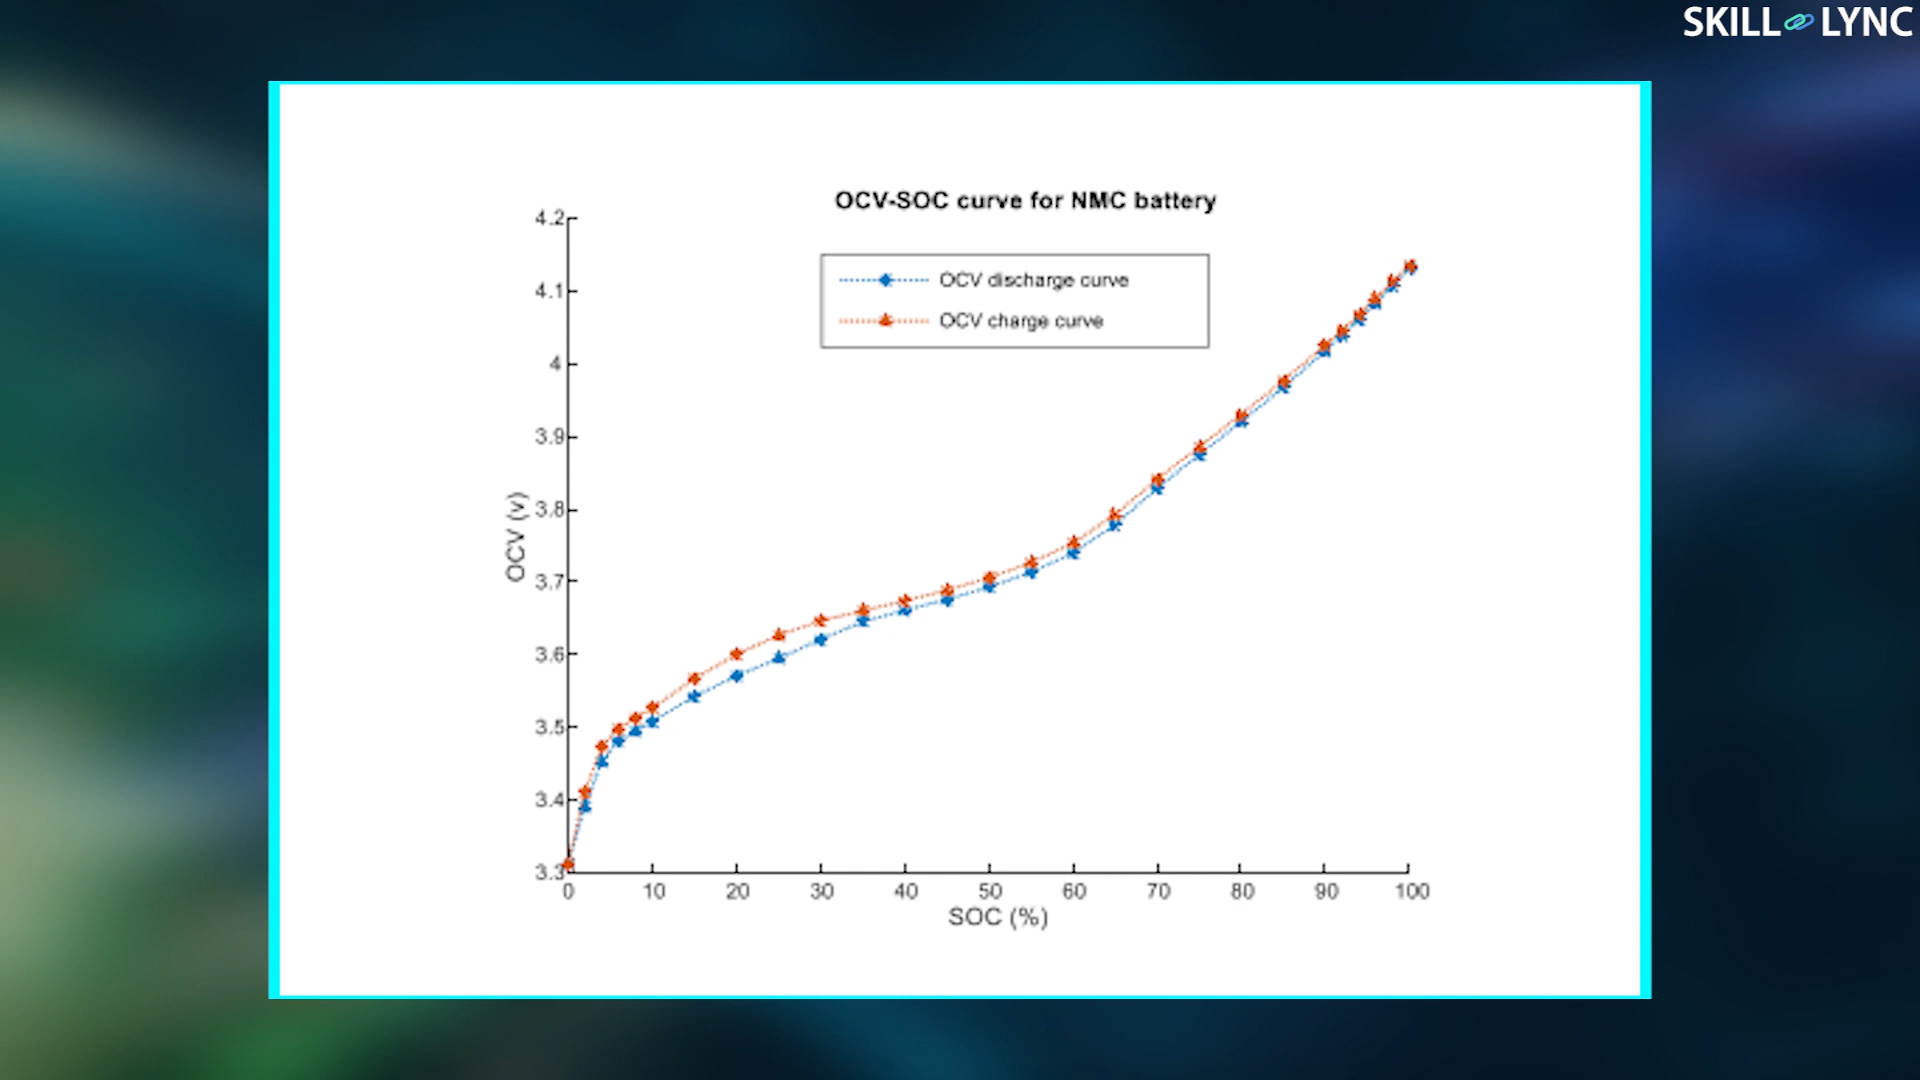 SKILL LYNC
OCV-SOC curve for NMC battery
OCV discharge curve
OCV charge curve
4.2
4.1
4
3.9
3.8
3.7
3.6
3.5
3.4
3.3
OCV (v)
0 10 20 30 40 50 60 70 80 90 100
SOC (%)